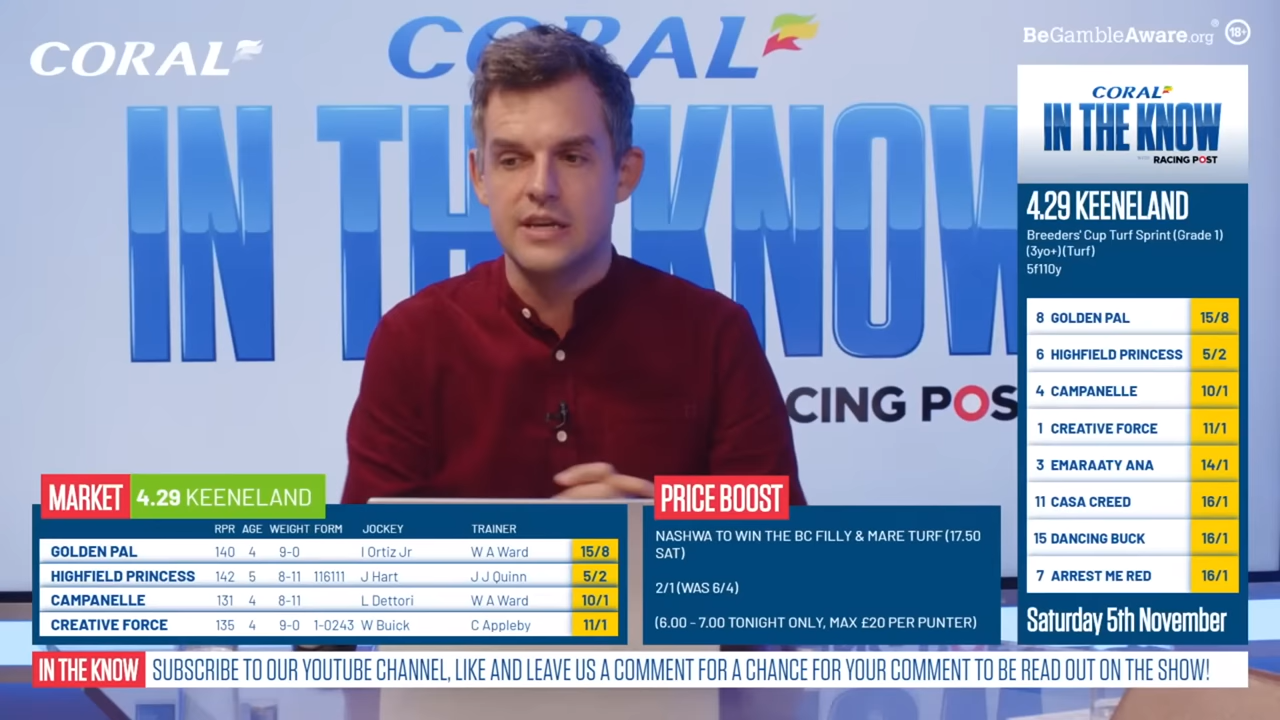 CORAL
CORAL
IN THE KNOW
CING POS
BeGambleAware.org® 18+
CORAL
IN THE KNOW
WITH RACING POST
4.29 KEENELAND
Breeders' Cup Turf Sprint (Grade 1)
(3yo+) (Turf)
5f110y
8 GOLDEN PAL 15/8
6 HIGHFIELD PRINCESS 5/2
4 CAMPANELLE 10/1
1 CREATIVE FORCE 11/1
3 EMARAATY ANA 14/1
11 CASA CREED 16/1
15 DANCING BUCK 16/1
7 ARREST ME RED 16/1
Saturday 5th November
MARKET 4.29 KEENELAND
RPR AGE WEIGHT FORM JOCKEY TRAINER
GOLDEN PAL 140 4 9-0 I Ortiz Jr W A Ward 15/8
HIGHFIELD PRINCESS 142 5 8-11 116111 J Hart J J Quinn 5/2
CAMPANELLE 131 4 8-11 L Dettori W A Ward 10/1
CREATIVE FORCE 135 4 9-0 1-0243 W Buick C Appleby 11/1
PRICE BOOST
NASHWA TO WIN THE BC FILLY & MARE TURF (17.50
SAT)
2/1 (WAS 6/4)
(6.00 - 7.00 TONIGHT ONLY, MAX £20 PER PUNTER)
IN THE KNOW SUBSCRIBE TO OUR YOUTUBE CHANNEL, LIKE AND LEAVE US A COMMENT FOR A CHANCE FOR YOUR COMMENT TO BE READ OUT ON THE SHOW!